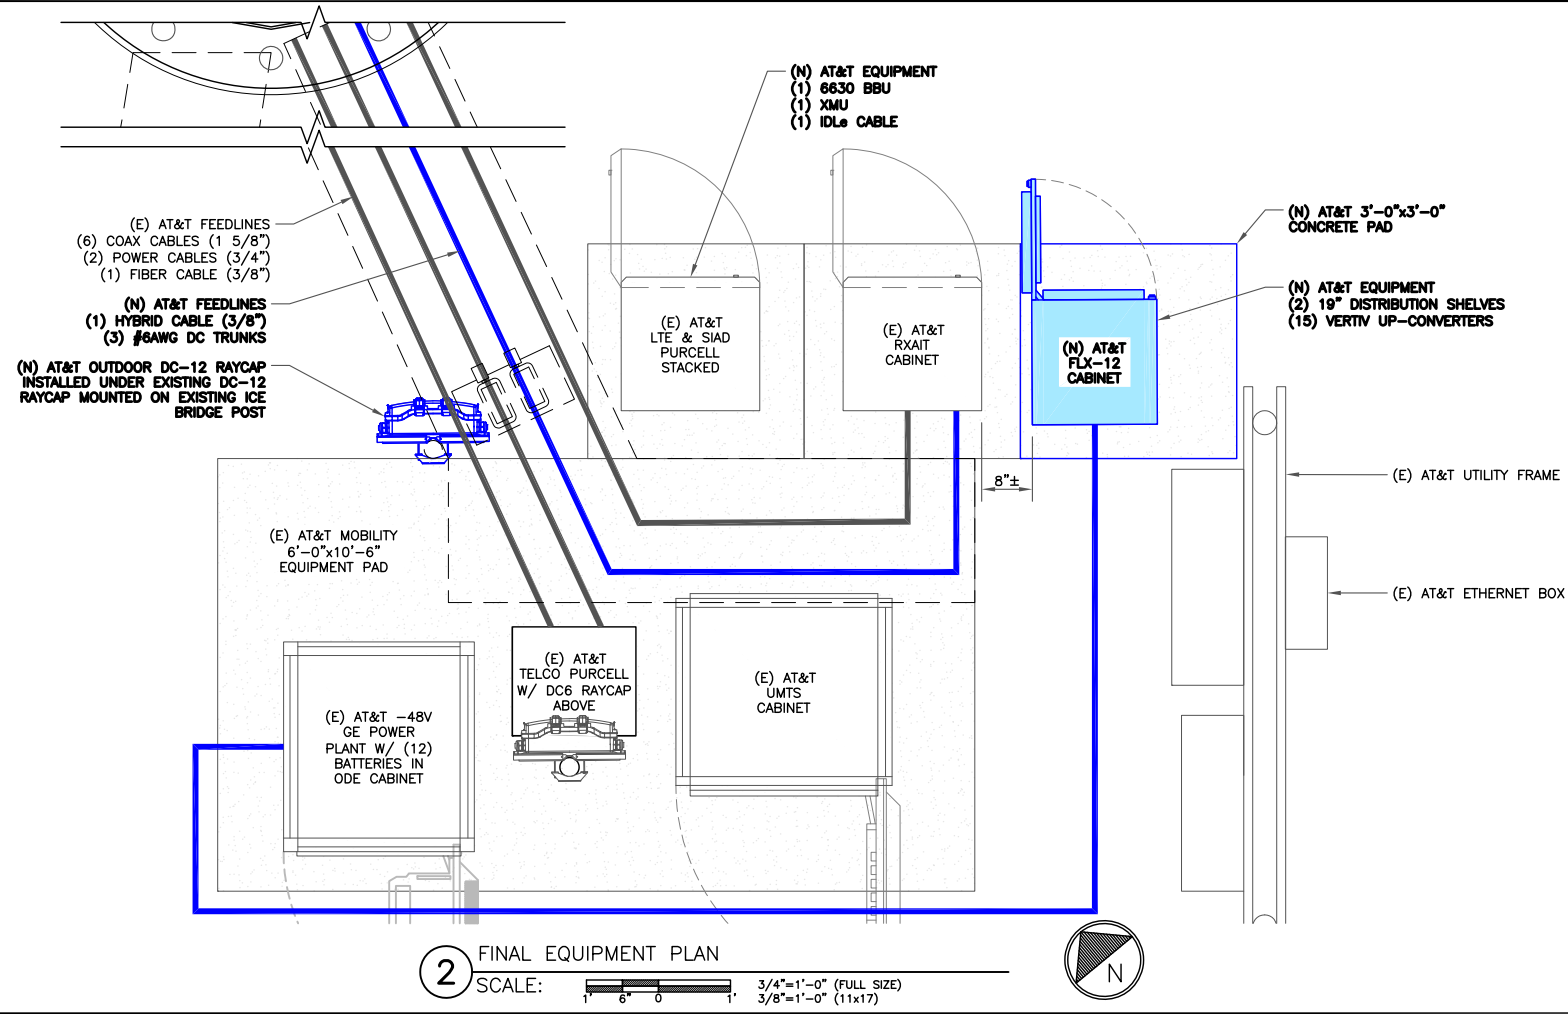 (N) AT&T EQUIPMENT
(1) 6630 BBU
(1) XMU
(1) IDLe CABLE
(E) AT&T FEEDLINES
(6) COAX CABLES (1 5/8")
(2) POWER CABLES (3/4")
(1) FIBER CABLE (3/8")
(N) AT&T FEEDLINES
(1) HYBRID CABLE (3/8")
(3) #6AWG DC TRUNKS
(N) AT&T OUTDOOR DC-12 RAYCAP
INSTALLED UNDER EXISTING DC-12
RAYCAP MOUNTED ON EXISTING ICE
BRIDGE POST
(E) AT&T
LTE & SIAD
PURCELL
STACKED
(E) AT&T
RXAIT
CABINET
(N) AT&T
FLX-12
CABINET
(N) AT&T 3'-0"x3'-0"
CONCRETE PAD
(N) AT&T EQUIPMENT
(2) 19" DISTRIBUTION SHELVES
(15) VERTIV UP-CONVERTERS
8"±
(E) AT&T UTILITY FRAME
(E) AT&T ETHERNET BOX
(E) AT&T MOBILITY
6'-0"x10'-6"
EQUIPMENT PAD
(E) AT&T -48V
GE POWER
PLANT W/ (12)
BATTERIES IN
ODE CABINET
(E) AT&T
TELCO PURCELL
W/ DC6 RAYCAP
ABOVE
(E) AT&T
UMTS
CABINET
2
FINAL EQUIPMENT PLAN
SCALE:
1' 6" 0 1'
3/4"=1'-0" (FULL SIZE)
3/8"=1'-0" (11x17)
N